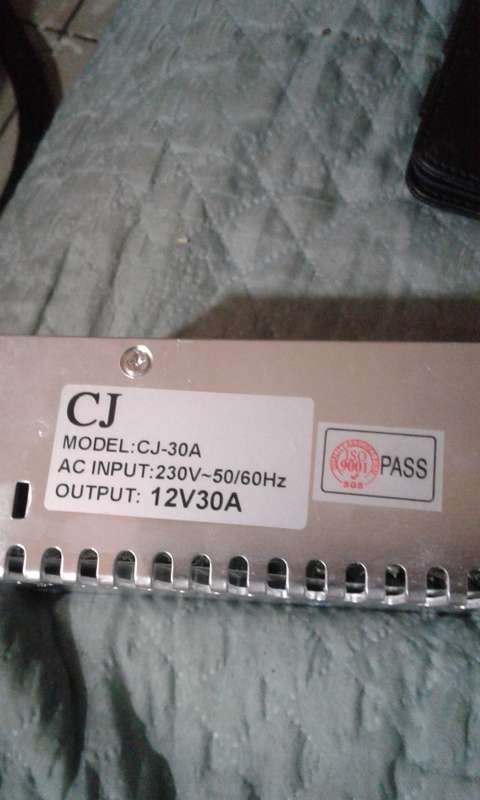 CJ
MODEL:CJ-30A
AC INPUT:230V~50/60Hz
OUTPUT: 12V30A
ISO
9001
SGS
PASS